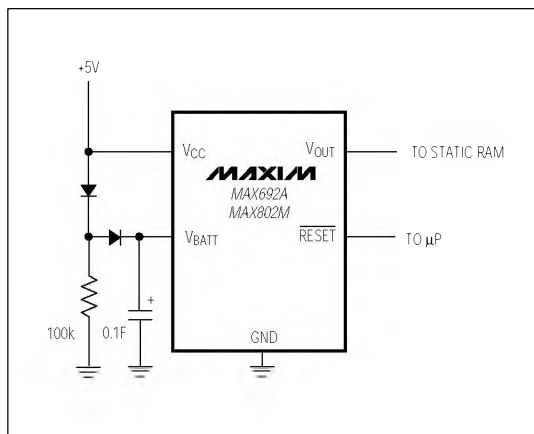 +5V
VCC
VOUT
TO STATIC RAM
MAXIM
MAX692A
MAX802M
VBATT
RESET
TO μP
100k
0.1F
+
GND